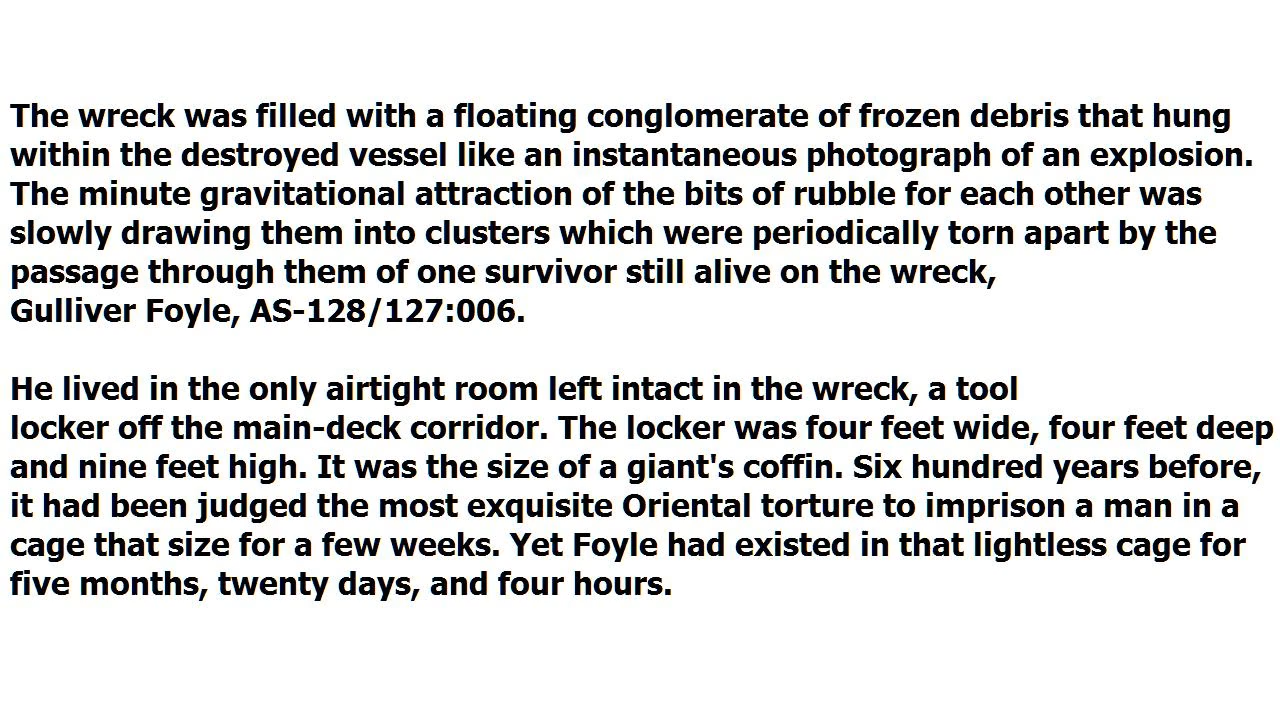 The wreck was filled with a floating conglomerate of frozen debris that hung
within the destroyed vessel like an instantaneous photograph of an explosion.
The minute gravitational attraction of the bits of rubble for each other was
slowly drawing them into clusters which were periodically torn apart by the
passage through them of one survivor still alive on the wreck,
Gulliver Foyle, AS-128/127:006.
He lived in the only airtight room left intact in the wreck, a tool
locker off the main-deck corridor. The locker was four feet wide, four feet deep
and nine feet high. It was the size of a giant's coffin. Six hundred years before,
it had been judged the most exquisite Oriental torture to imprison a man in a
cage that size for a few weeks. Yet Foyle had existed in that lightless cage for
five months, twenty days, and four hours.